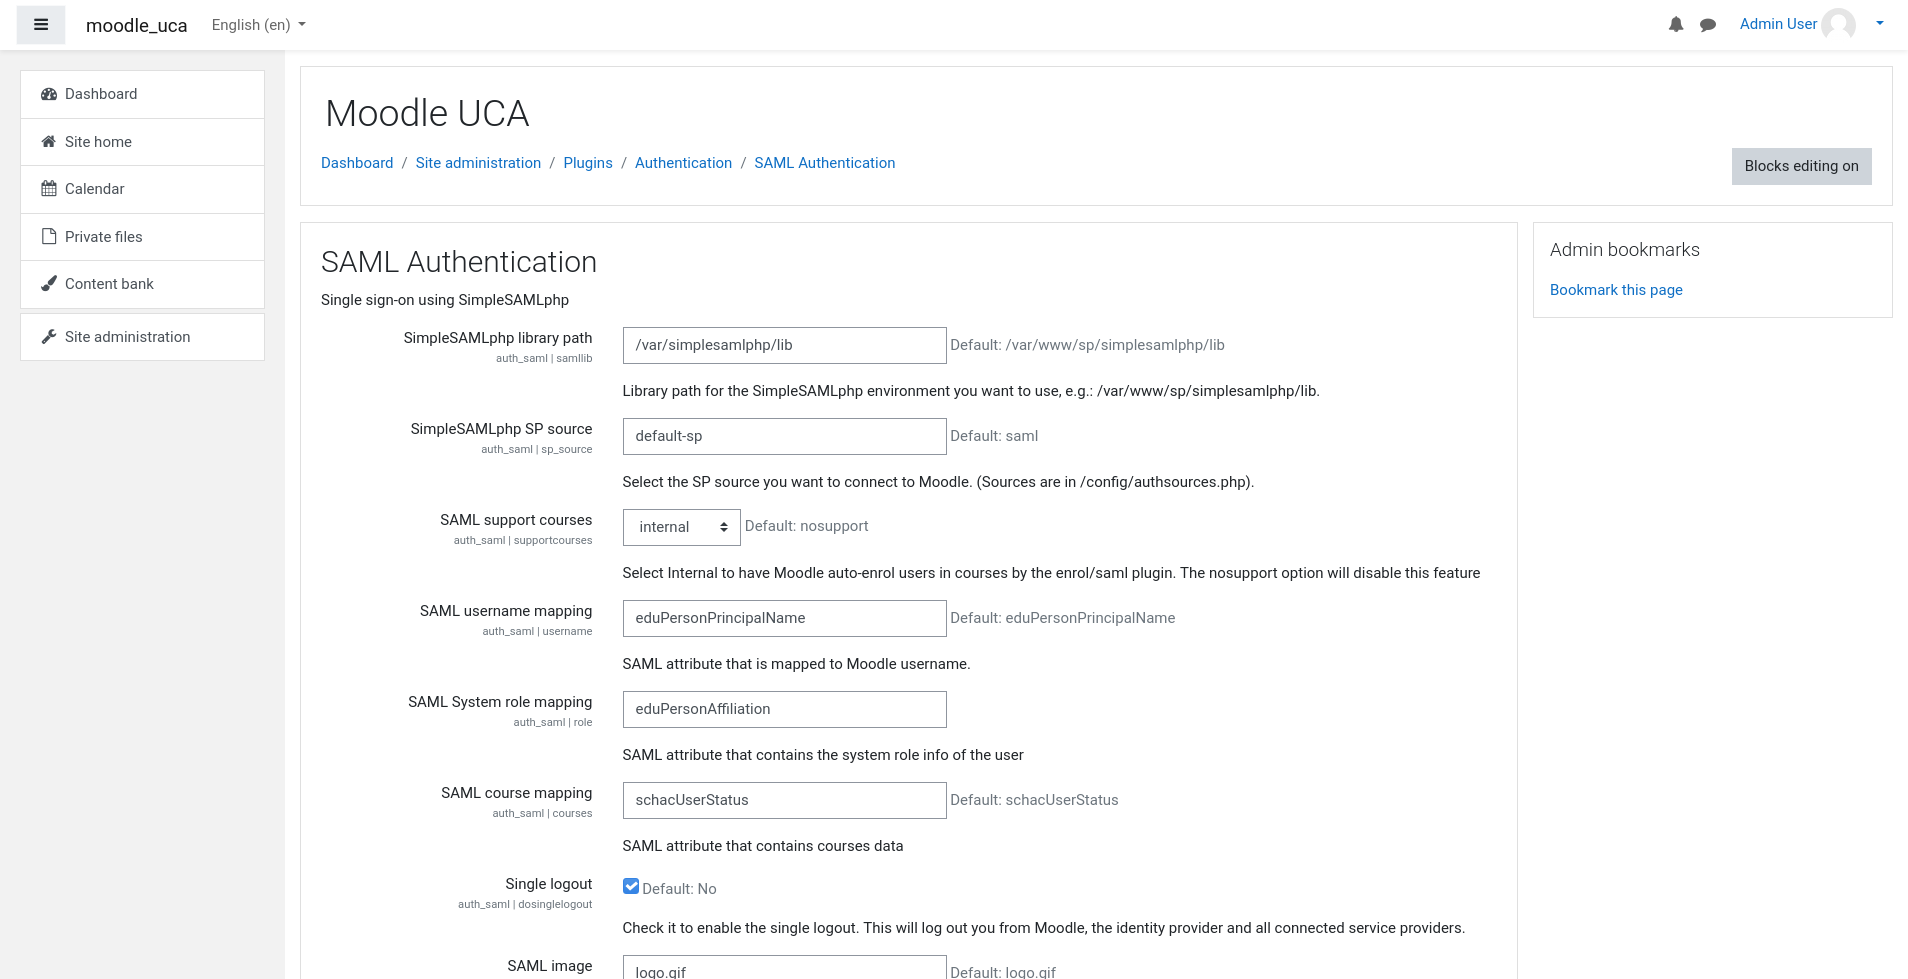 moodle_uca
English (en)
Admin User
Dashboard
Site home
Calendar
Private files
Content bank
Site administration
Moodle UCA
Dashboard / Site administration / Plugins / Authentication / SAML Authentication
Blocks editing on
SAML Authentication
Single sign-on using SimpleSAMLphp
SimpleSAMLphp library path
auth_saml | samllib
/var/simplesamlphp/lib
Default: /var/www/sp/simplesamlphp/lib
Library path for the SimpleSAMLphp environment you want to use, e.g.: /var/www/sp/simplesamlphp/lib.
SimpleSAMLphp SP source
auth_saml | sp_source
default-sp
Default: saml
Select the SP source you want to connect to Moodle. (Sources are in /config/authsources.php).
SAML support courses
auth_saml | supportcourses
internal
Default: nosupport
Select Internal to have Moodle auto-enrol users in courses by the enrol/saml plugin. The nosupport option will disable this feature
SAML username mapping
auth_saml | username
eduPersonPrincipalName
Default: eduPersonPrincipalName
SAML attribute that is mapped to Moodle username.
SAML System role mapping
auth_saml | role
eduPersonAffiliation
SAML attribute that contains the system role info of the user
SAML course mapping
auth_saml | courses
schacUserStatus
Default: schacUserStatus
SAML attribute that contains courses data
Single logout
auth_saml | dosinglelogout
Default: No
Check it to enable the single logout. This will log out you from Moodle, the identity provider and all connected service providers.
SAML image
logo.gif
Default: logo.gif
Admin bookmarks
Bookmark this page